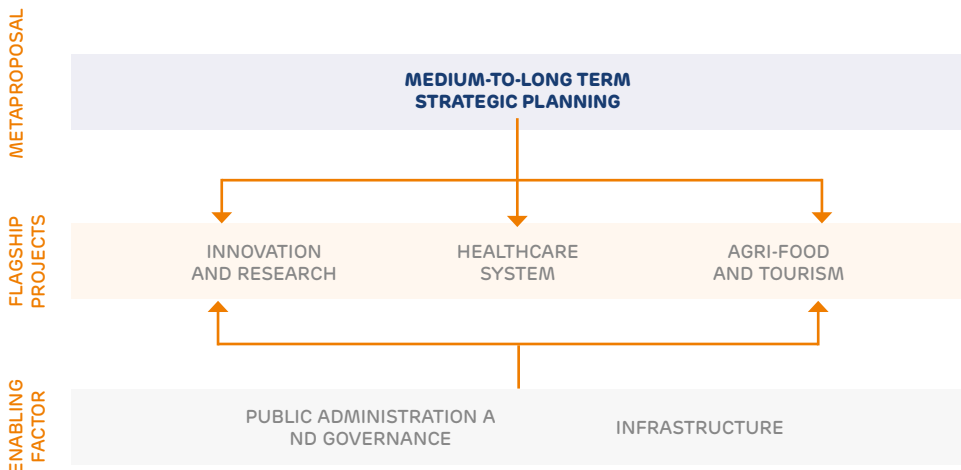 METAPROPOSAL
MEDIUM-TO-LONG TERM
STRATEGIC PLANNING
FLAGSHIP
PROJECTS
INNOVATION
AND RESEARCH
HEALTHCARE
SYSTEM
AGRI-FOOD
AND TOURISM
ENABLING
FACTOR
PUBLIC ADMINISTRATION A
ND GOVERNANCE
INFRASTRUCTURE